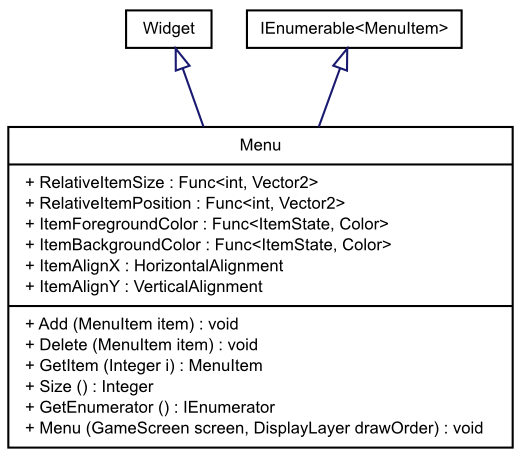 Widget
IEnumerable<MenuItem>
Menu
+ RelativeItemSize : Func<int, Vector2>
+ RelativeItemPosition : Func<int, Vector2>
+ ItemForegroundColor : Func<ItemState, Color>
+ ItemBackgroundColor : Func<ItemState, Color>
+ ItemAlignX : HorizontalAlignment
+ ItemAlignY : VerticalAlignment
+ Add (MenuItem item) : void
+ Delete (MenuItem item) : void
+ GetItem (Integer i) : MenuItem
+ Size () : Integer
+ GetEnumerator () : IEnumerator
+ Menu (GameScreen screen, DisplayLayer drawOrder) : void